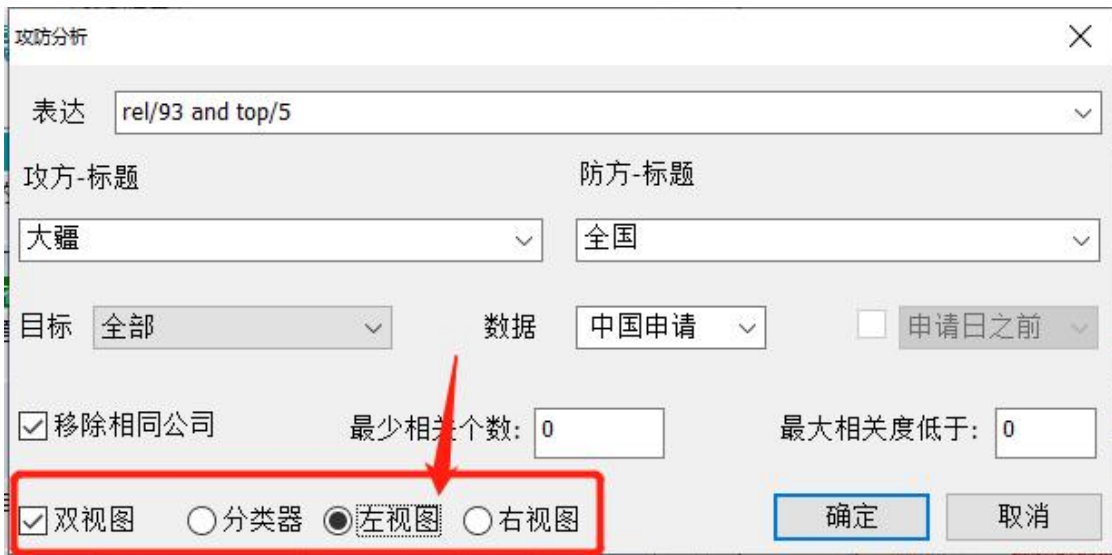 攻防分析
表达 rel/93 and top/5
攻方-标题 防方-标题
大疆 全国
目标 全部 数据 中国申请 申请日之前
移除相同公司 最少相关个数: 0 最大相关度低于: 0
双视图 分类器 左视图 右视图 确定 取消